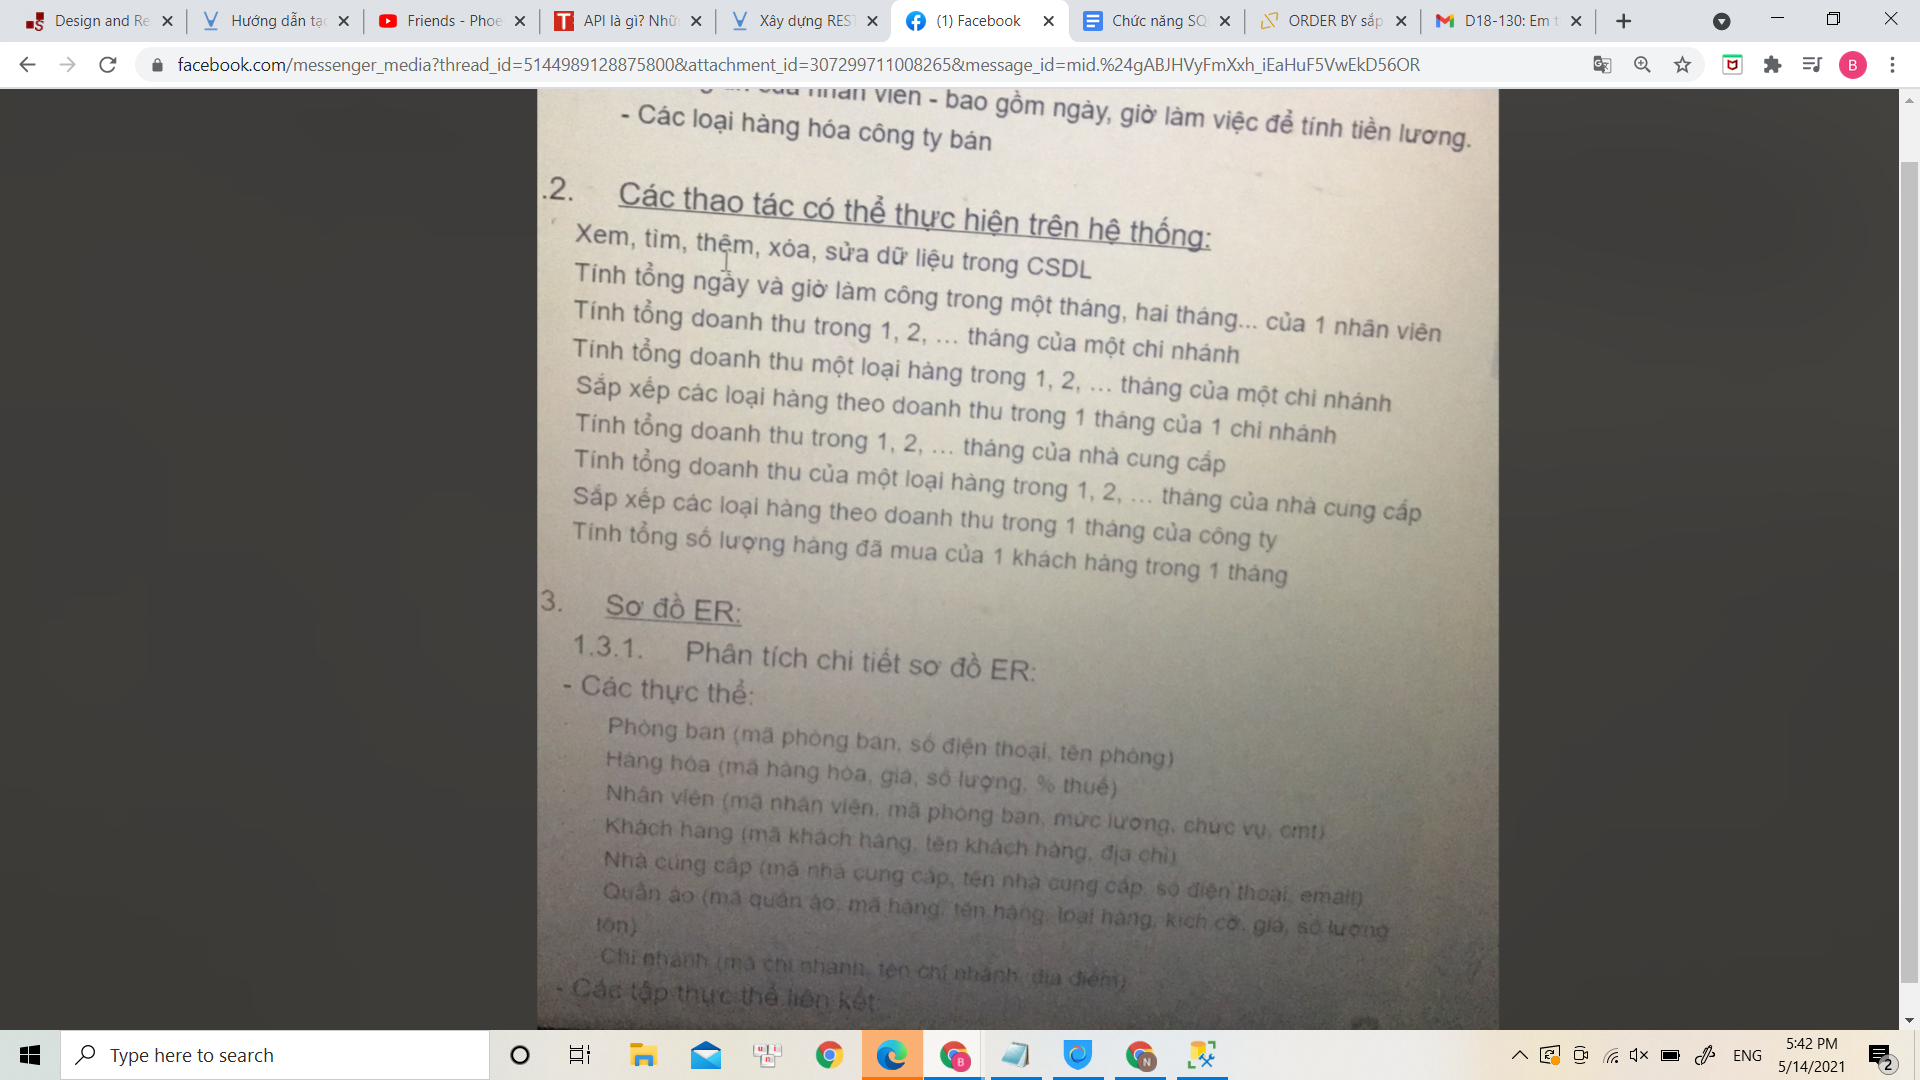 Design and Re
Hướng dẫn tạo
Friends - Phoe
API là gì? Nhữ
Xây dựng RES
(1) Facebook
Chức năng SQ
ORDER BY sắp
D18-130: Em t
facebook.com/messenger_media?thread_id=5144989128875800&attachment_id=307299711008265&message_id=mid.%24gABJHVyFmXxh_iEaHuF5VwEkD56OR
B
của nhân viên - bao gồm ngày, giờ làm việc để tính tiền lương.
- Các loại hàng hóa công ty bán
.2. Các thao tác có thể thực hiện trên hệ thống:
Xem, tìm, thêm, xóa, sửa dữ liệu trong CSDL
Tính tổng ngày và giờ làm công trong một tháng, hai tháng... của 1 nhân viên
Tính tổng doanh thu trong 1, 2, ... tháng của một chi nhánh
Tính tổng doanh thu một loại hàng trong 1, 2, ... tháng của một chi nhánh
Sắp xếp các loại hàng theo doanh thu trong 1 tháng của 1 chi nhánh
Tính tổng doanh thu trong 1, 2, ... tháng của nhà cung cấp
Tính tổng doanh thu của một loại hàng trong 1, 2, ... tháng của nhà cung cấp
Sắp xếp các loại hàng theo doanh thu trong 1 tháng của công ty
Tính tổng số lượng hàng đã mua của 1 khách hàng trong 1 tháng
3. Sơ đồ ER:
1.3.1. Phân tích chi tiết sơ đồ ER:
- Các thực thể:
Phòng ban (mã phòng ban, số điện thoại, tên phòng)
Hàng hóa (mã hàng hóa, giá, số lượng, % thuế)
Nhân viên (mã nhân viên, mã phòng ban, mức lương, chức vụ, cmt)
Khách hàng (mã khách hàng, tên khách hàng, địa chỉ)
Nhà cung cấp (mã nhà cung cấp, tên nhà cung cấp, số điện thoại, email)
Quần áo (mã quần áo, mã hàng, tên hàng, loại hàng, kích cỡ, giá, số lượng
tồn)
Chi nhánh (mã chi nhánh, tên chi nhánh, địa điểm)
- Các tập thực thể liên kết:
Type here to search
ENG
5:42 PM
5/14/2021
2